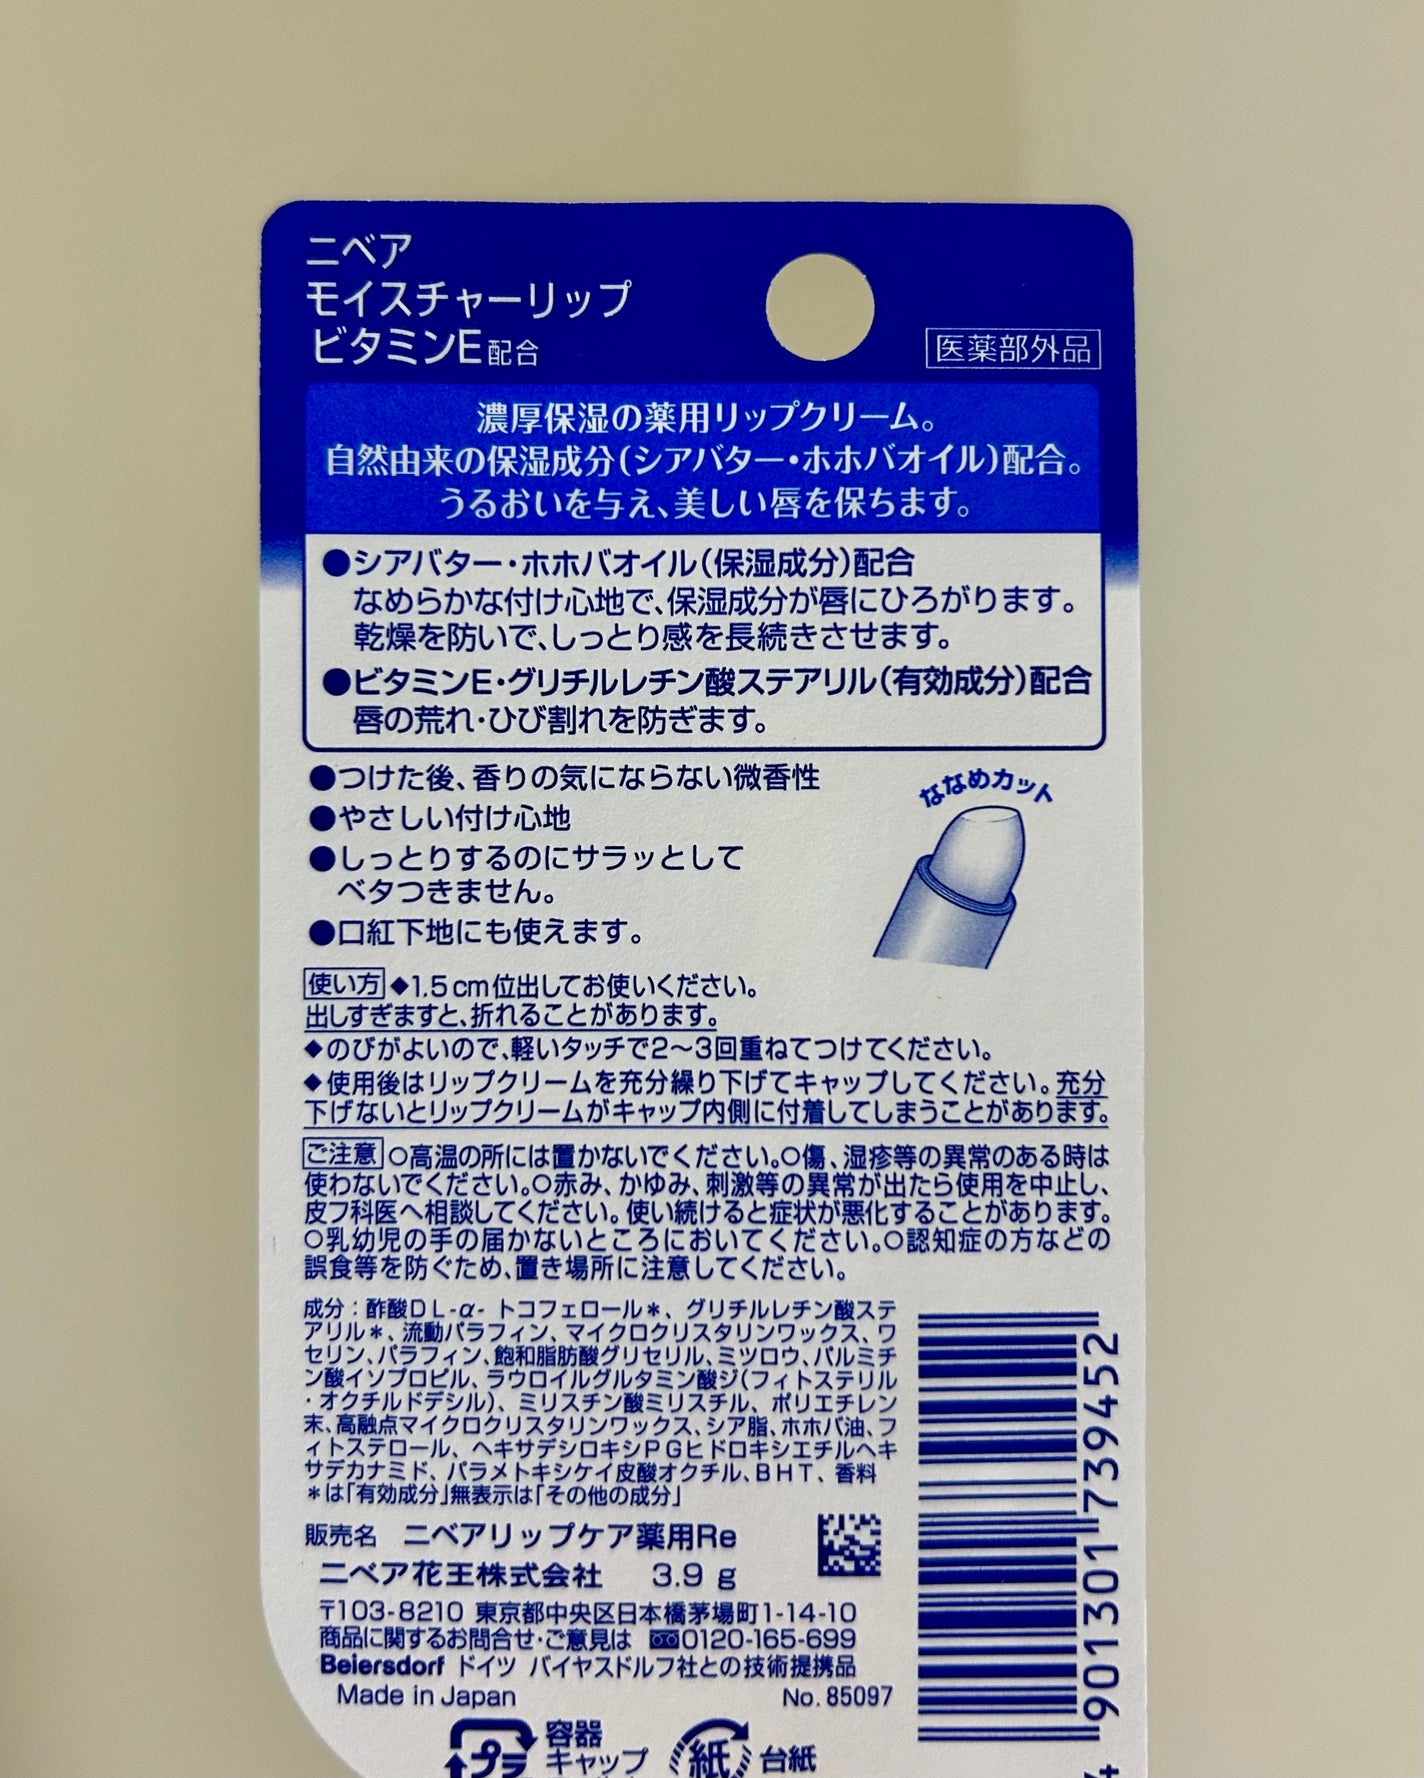 ニベア
モイスチャーリップ
ビタミンE配合
医薬部外品
濃厚保湿の薬用リップクリーム。
自然由来の保湿成分(シアバター・ホホバオイル)配合。
うるおいを与え、美しい唇を保ちます。
●シアバター・ホホバオイル(保湿成分)配合
なめらかな付け心地で、保湿成分が唇にひろがります。
乾燥を防いで、しっとり感を長続きさせます。
●ビタミンE・グリチルレチン酸ステアリル(有効成分)配合
唇の荒れ・ひび割れを防ぎます。
●つけた後、香りの気にならない微香性
●やさしい付け心地
●しっとりするのにサラッとして
ベタつきません。
●口紅下地にも使えます。
ななめカット
使い方 ◆1.5cm位出してお使いください。
出しすぎますと、折れることがあります。
◆のびがよいので、軽いタッチで2〜3回重ねてつけてください。
◆使用後はリップクリームを充分繰り下げてキャップしてください。充分
下げないとリップクリームがキャップ内側に付着してしまうことがあります。
ご注意 ○高温の所には置かないでください。○傷、湿疹等の異常のある時は
使わないでください。○赤み、かゆみ、刺激等の異常が出たら使用を中止し、
皮フ科医へ相談してください。使い続けると症状が悪化することがあります。
○乳幼児の手の届かないところにおいてください。○認知症の方などの
誤食等を防ぐため、置き場所に注意してください。
成分:酢酸DL-α-トコフェロール*、グリチルレチン酸ステ
アリル*、流動パラフィン、マイクロクリスタリンワックス、ワ
セリン、パラフィン、飽和脂肪酸グリセリル、ミツロウ、パルミチ
ン酸イソプロピル、ラウロイルグルタミン酸ジ(フィトステリル
・オクチルドデシル)、ミリスチン酸ミリスチル、ポリエチレン
末、高融点マイクロクリスタリンワックス、シア脂、ホホバ油、フ
ィトステロール、ヘキサデシロキシPGヒドロキシエチルヘキ
サデカナミド、パラメトキシケイ皮酸オクチル、BHT、香料
*は「有効成分」無表示は「その他の成分」
販売名 ニベアリップケア薬用Re
ニベア花王株式会社 3.9 g
〒103-8210 東京都中央区日本橋茅場町1-14-10
商品に関するお問合せ・ご意見は 0120-165-699
Beiersdorf ドイツ バイヤスドルフ社との技術提携品
Made in Japan No. 85097
プラ 容器
キャップ
紙 台紙
4 901301 739452